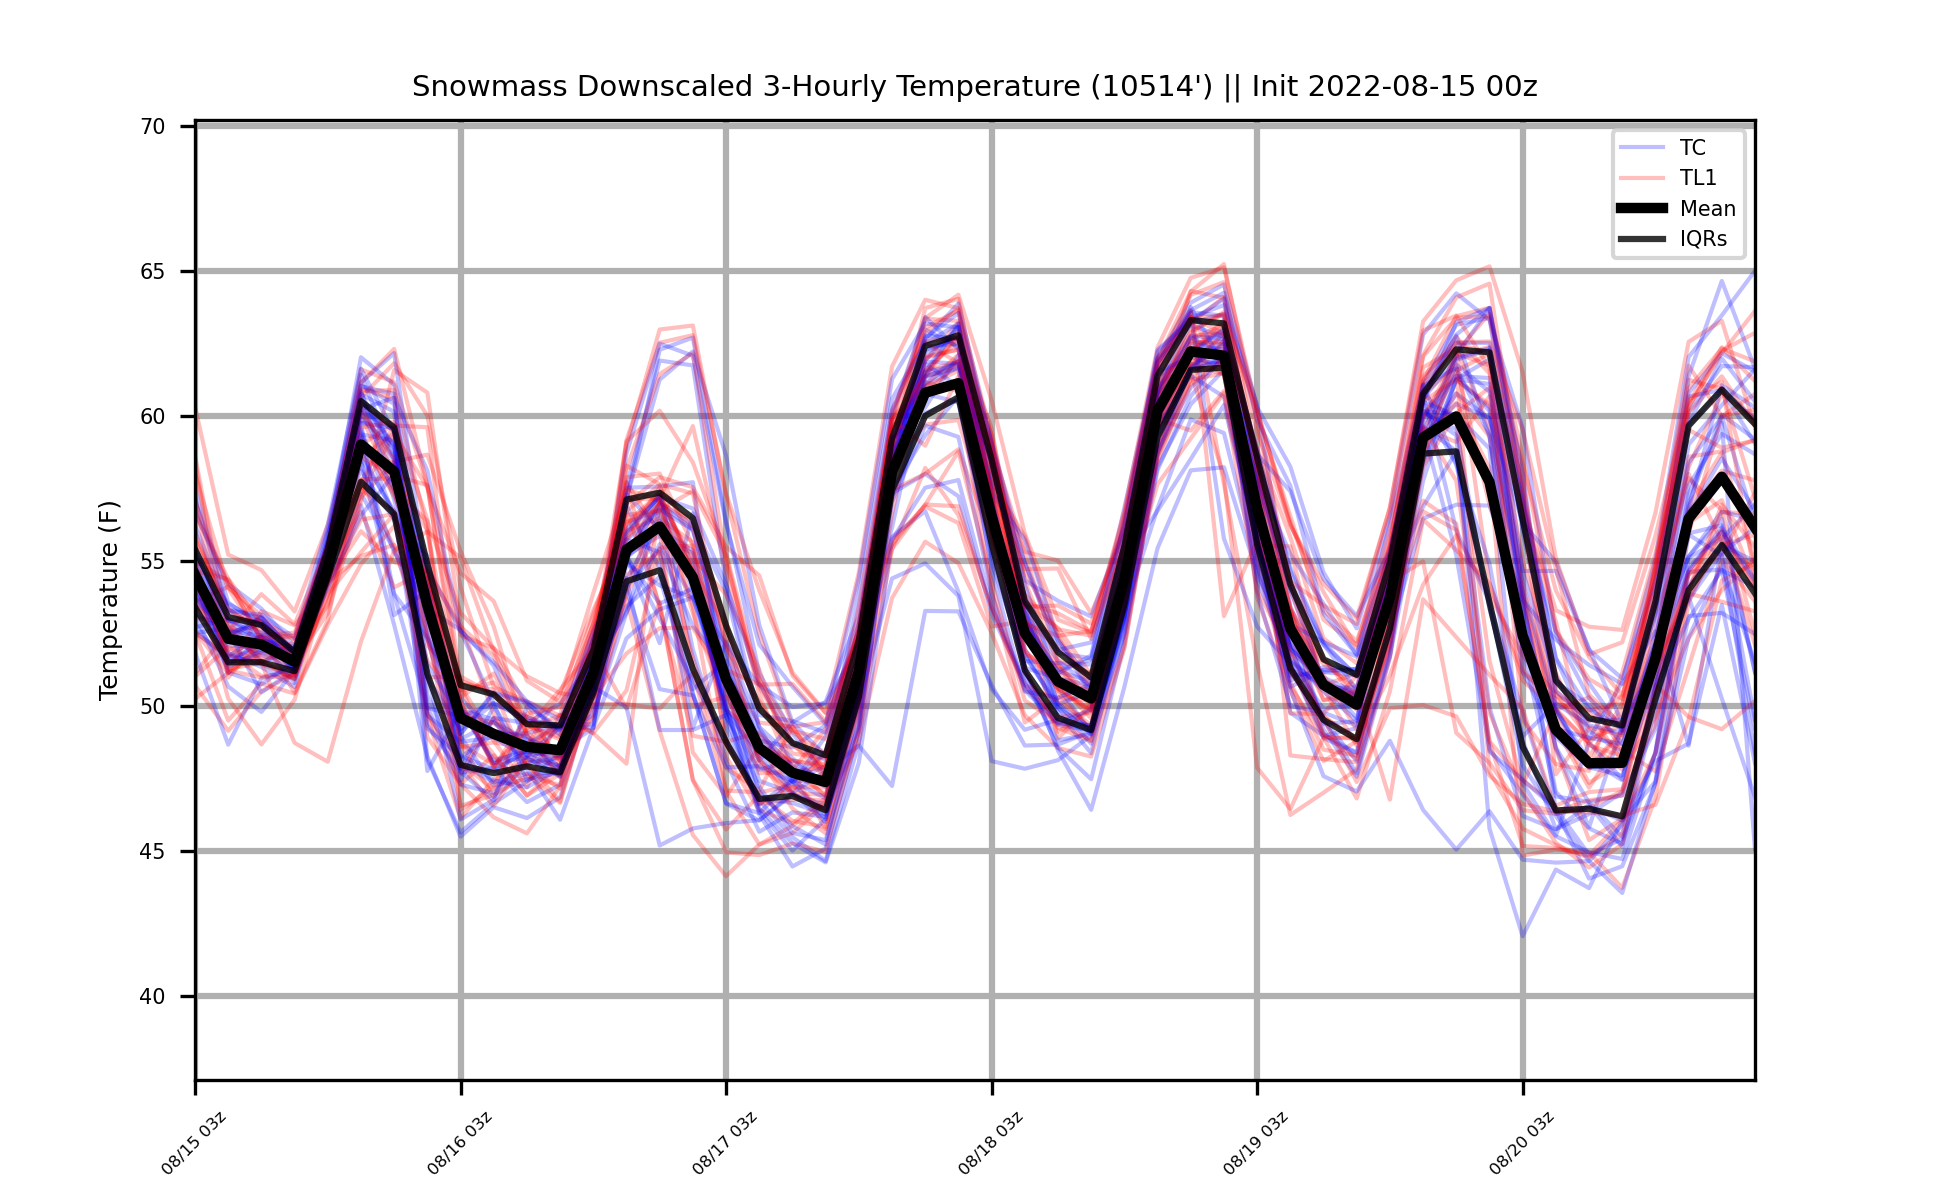 Snowmass Downscaled 3-Hourly Temperature (10514') || Init 2022-08-15 00z
TC
TL1
Mean
IQRs
Temperature (F)
70
65
60
55
50
45
40
08/15 03z
08/16 03z
08/17 03z
08/18 03z
08/19 03z
08/20 03z